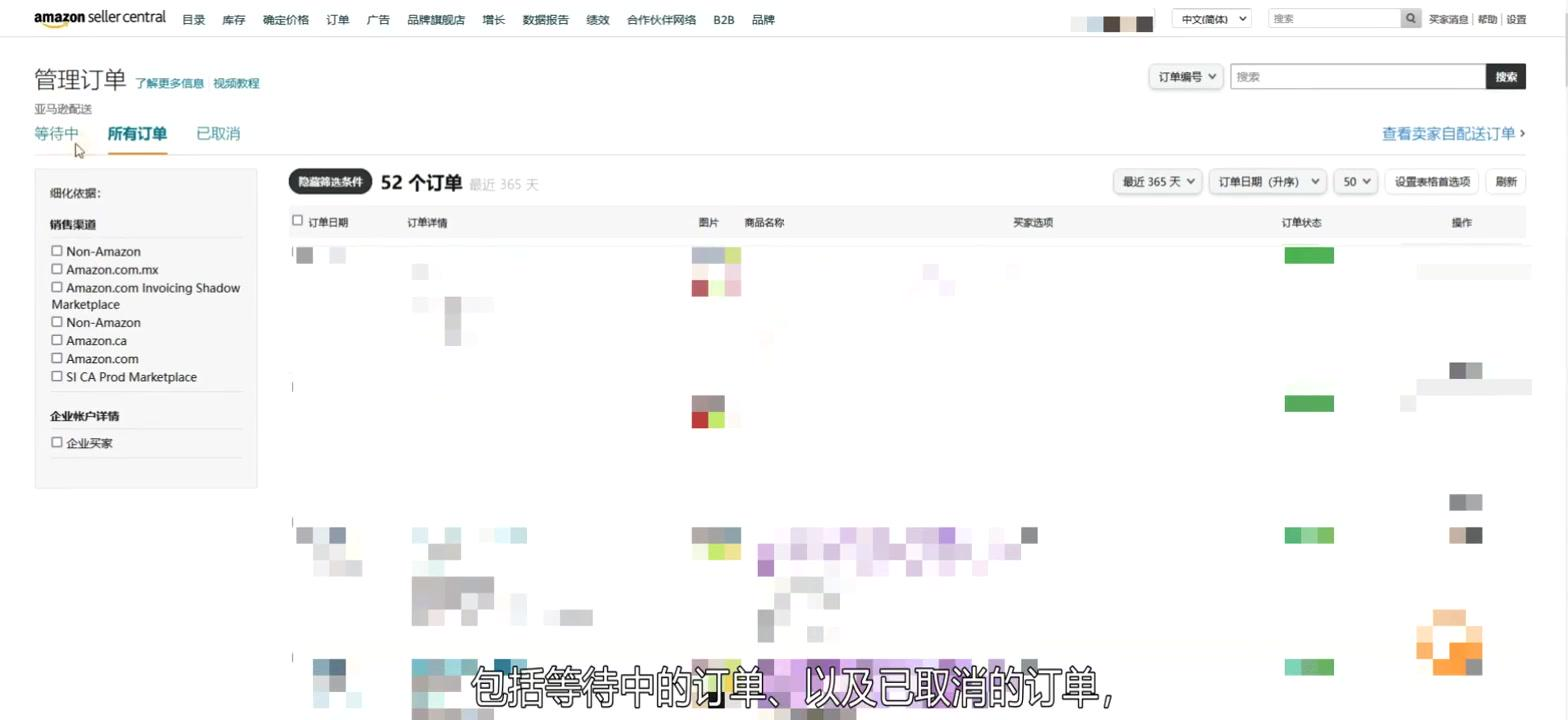 amazon seller central 目录 库存 确定价格 订单 广告 品牌旗舰店 增长 数据报告 绩效 合作伙伴网络 B2B 品牌 中文(简体) 搜索 买家消息 | 帮助 | 设置
管理订单 了解更多信息 视频教程 订单编号 搜索 搜索
亚马逊配送
等待中 所有订单 已取消 查看卖家自配送订单
细化依据:
隐藏筛选条件 52 个订单 最近 365 天 最近 365 天 订单日期（升序） 50 设置表格首选项 刷新
销售渠道
订单日期 订单详情 图片 商品名称 买家选项 订单状态 操作
Non-Amazon
Amazon.com.mx
Amazon.com Invoicing Shadow
Marketplace
Non-Amazon
Amazon.ca
Amazon.com
SI CA Prod Marketplace
企业帐户详情
企业买家
包括等待中的订单、以及已取消的订单,